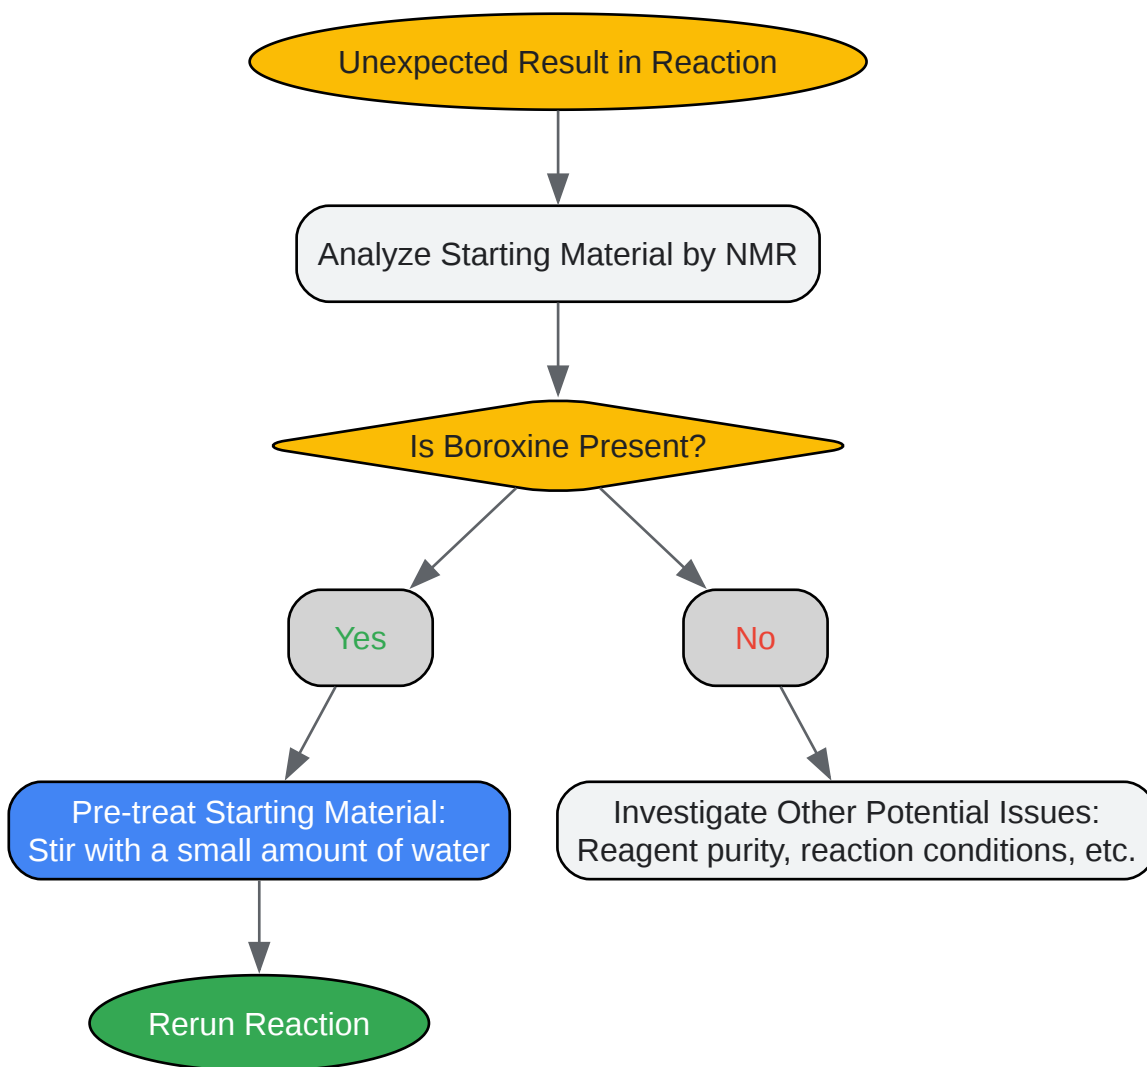 Unexpected Result in Reaction
Analyze Starting Material by NMR
Is Boroxine Present?
Yes
No
Pre-treat Starting Material:
Stir with a small amount of water
Investigate Other Potential Issues:
Reagent purity, reaction conditions, etc.
Rerun Reaction